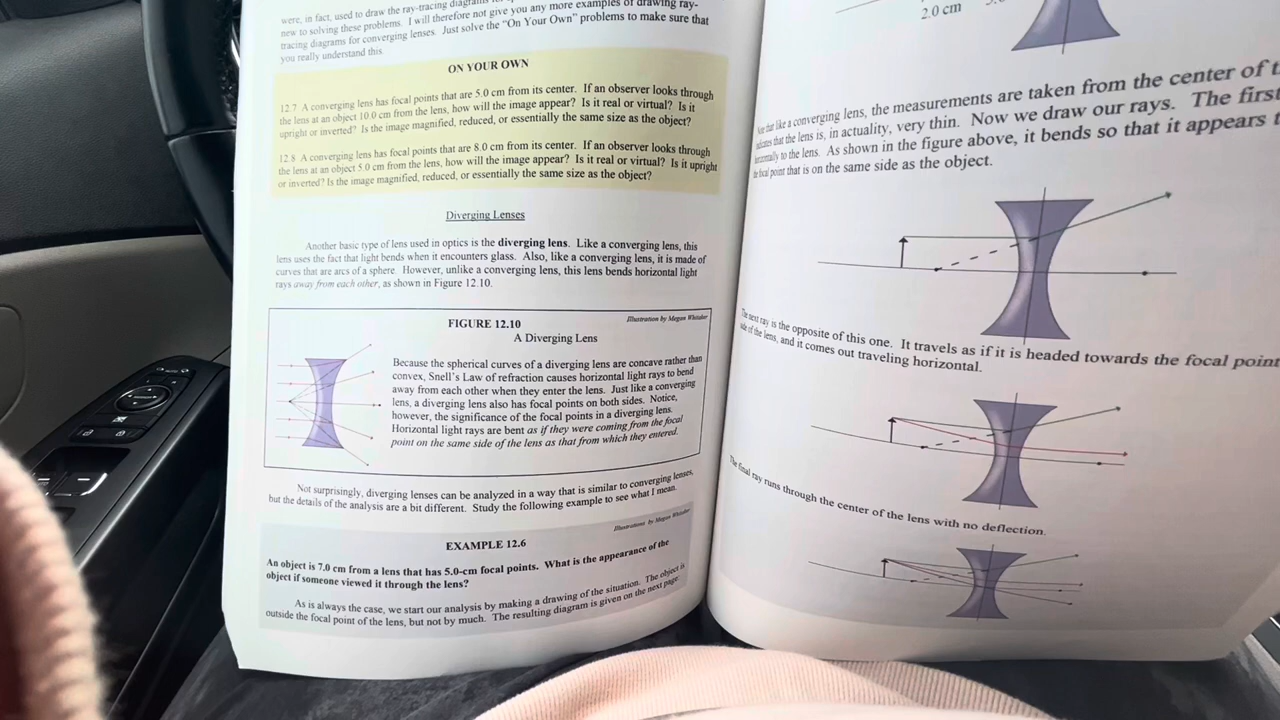 were, in fact, used to draw the ray-tracing diagrams
new to solving these problems. I will therefore not give you any more examples of drawing ray-
tracing diagrams for converging lenses. Just solve the "On Your Own" problems to make sure that
you really understand this.
ON YOUR OWN
12.7 A converging lens has focal points that are 5.0 cm from its center. If an observer looks through
the lens at an object 10.0 cm from the lens, how will the image appear? Is it real or virtual? Is it
upright or inverted? Is the image magnified, reduced, or essentially the same size as the object?
12.8 A converging lens has focal points that are 8.0 cm from its center. If an observer looks through
the lens at an object 5.0 cm from the lens, how will the image appear? Is it real or virtual? Is it upright
or inverted? Is the image magnified, reduced, or essentially the same size as the object?
Diverging Lenses
Another basic type of lens used in optics is the diverging lens. Like a converging lens, this
lens uses the fact that light bends when it encounters glass. Also, like a converging lens, it is made of
curves that are arcs of a sphere. However, unlike a converging lens, this lens bends horizontal light
rays away from each other, as shown in Figure 12.10.
FIGURE 12.10
Illustration by Megan Whitaker
A Diverging Lens
Because the spherical curves of a diverging lens are concave rather than
convex, Snell's Law of refraction causes horizontal light rays to bend
away from each other when they enter the lens. Just like a converging
lens, a diverging lens also has focal points on both sides. Notice,
however, the significance of the focal points in a diverging lens.
Horizontal light rays are bent as if they were coming from the focal
point on the same side of the lens as that from which they entered.
Not surprisingly, diverging lenses can be analyzed in a way that is similar to converging lenses,
but the details of the analysis are a bit different. Study the following example to see what I mean.
Illustrations by Megan Whitaker
EXAMPLE 12.6
An object is 7.0 cm from a lens that has 5.0-cm focal points. What is the appearance of the
object if someone viewed it through the lens?
As is always the case, we start our analysis by making a drawing of the situation. The object is
outside the focal point of the lens, but not by much. The resulting diagram is given on the next page:
2.0 cm
that like a converging lens, the measurements are taken from the center of
indicates that the lens is, in actuality, very thin. Now we draw our rays. The first
horizontally to the lens. As shown in the figure above, it bends so that it appears
the focal point that is on the same side as the object.
The next ray is the opposite of this one. It travels as if it is headed towards the focal point
side of the lens, and it comes out traveling horizontal.
The final ray runs through the center of the lens with no deflection.